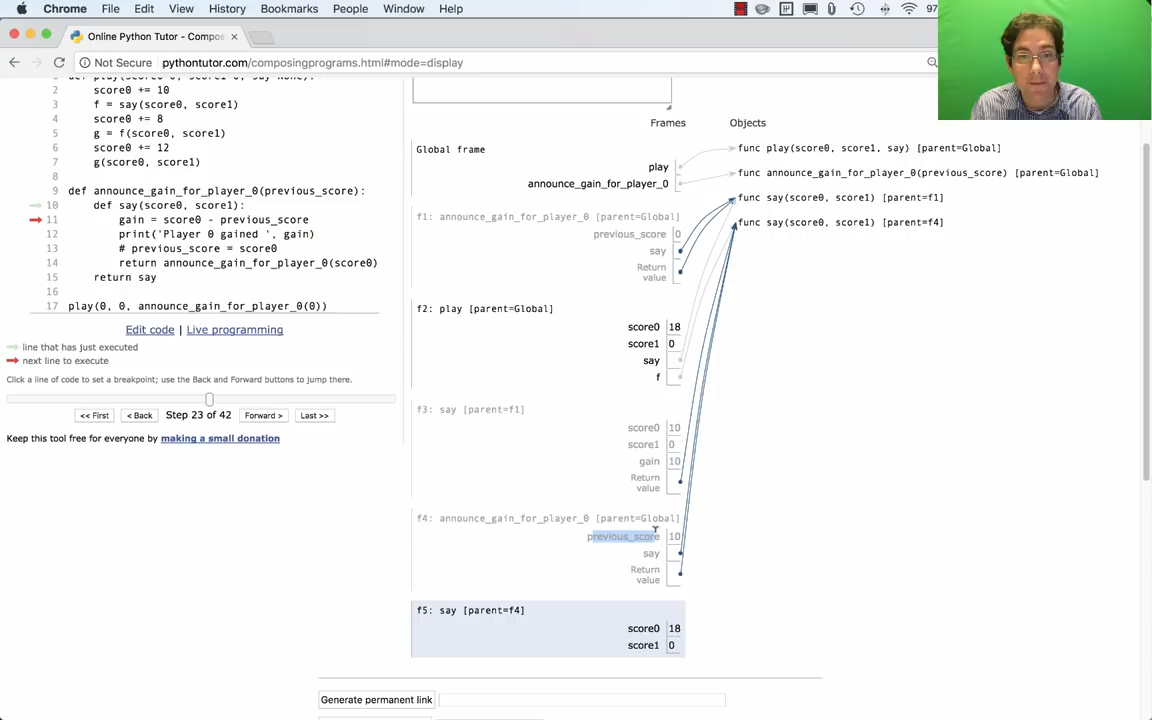 Chrome File Edit View History Bookmarks People Window Help 97
Online Python Tutor - Compos
Not Secure pythontutor.com/composingprograms.html#mode=display
2 score0 += 10
3 f = say(score0, score1)
4 score0 += 8
5 g = f(score0, score1)
6 score0 += 12
7 g(score0, score1)
8
9 def announce_gain_for_player_0(previous_score):
10 def say(score0, score1):
11 gain = score0 - previous_score
12 print('Player 0 gained ', gain)
13 # previous_score = score0
14 return announce_gain_for_player_0(score0)
15 return say
16
17 play(0, 0, announce_gain_for_player_0(0))
Edit code | Live programming
line that has just executed
next line to execute
Click a line of code to set a breakpoint; use the Back and Forward buttons to jump there.
<< First < Back Step 23 of 42 Forward > Last >>
Keep this tool free for everyone by making a small donation
Frames Objects
Global frame
play
announce_gain_for_player_0
func play(score0, score1, say) [parent=Global]
func announce_gain_for_player_0(previous_score) [parent=Global]
func say(score0, score1) [parent=f1]
func say(score0, score1) [parent=f4]
f1: announce_gain_for_player_0 [parent=Global]
previous_score 0
say
Return
value
f2: play [parent=Global]
score0 18
score1 0
say
f
f3: say [parent=f1]
score0 10
score1 0
gain 10
Return
value
f4: announce_gain_for_player_0 [parent=Global]
previous_score 10
say
Return
value
f5: say [parent=f4]
score0 18
score1 0
Generate permanent link